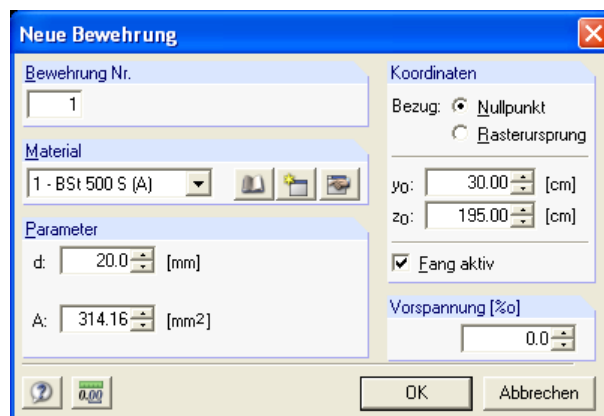 Neue Bewehrung
Bewehrung Nr.
1
Material
1 - BSt 500 S (A)
Parameter
d: 20.0 [mm]
A: 314.16 [mm2]
Koordinaten
Bezug: Nullpunkt
Rasterursprung
y0: 30.00 [cm]
z0: 195.00 [cm]
Fang aktiv
Vorspannung [%o]
0.0
0.00
OK
Abbrechen